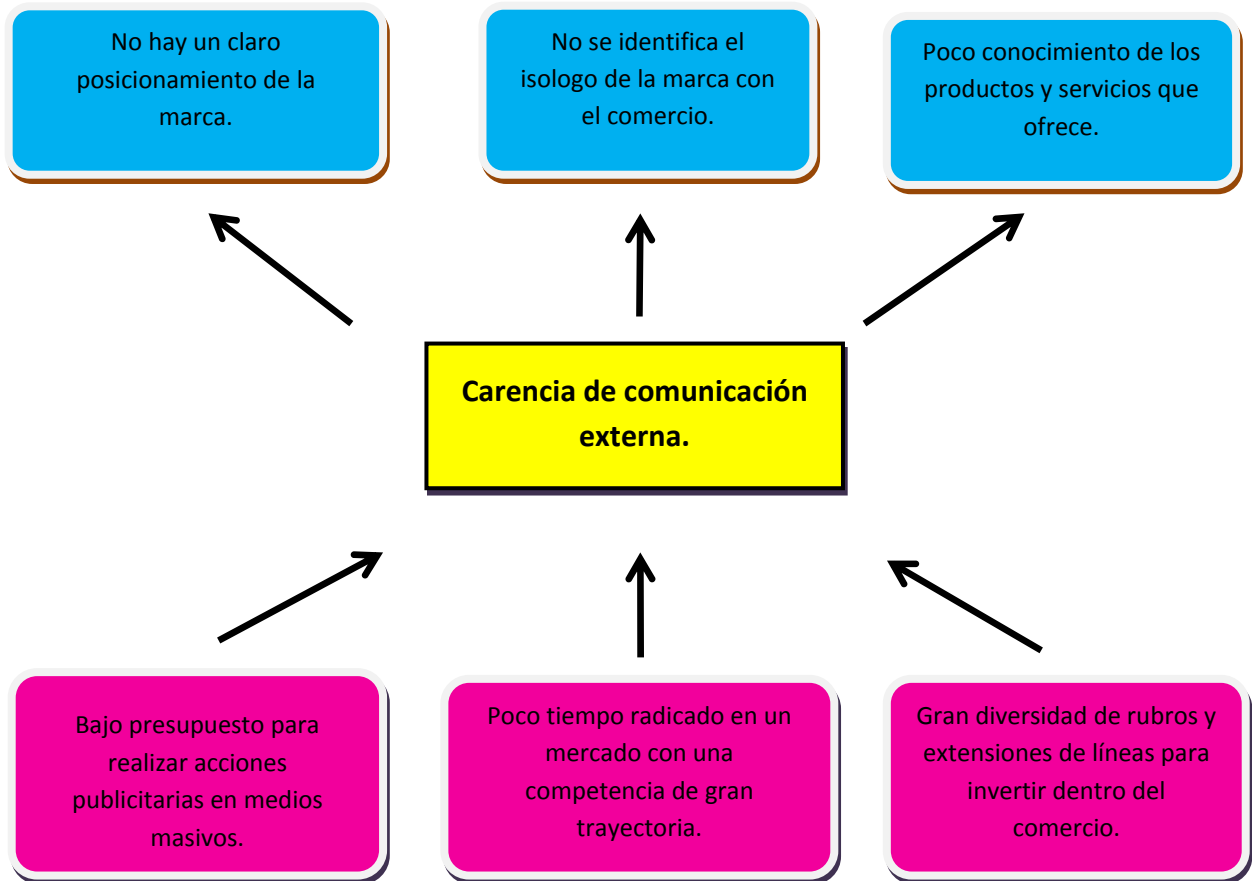 No hay un claro
posicionamiento de la
marca.
No se identifica el
isologo de la marca con
el comercio.
Poco conocimiento de los
productos y servicios que
ofrece.
Carencia de comunicación
externa.
Bajo presupuesto para
realizar acciones
publicitarias en medios
masivos.
Poco tiempo radicado en un
mercado con una
competencia de gran
trayectoria.
Gran diversidad de rubros y
extensiones de líneas para
invertir dentro del
comercio.